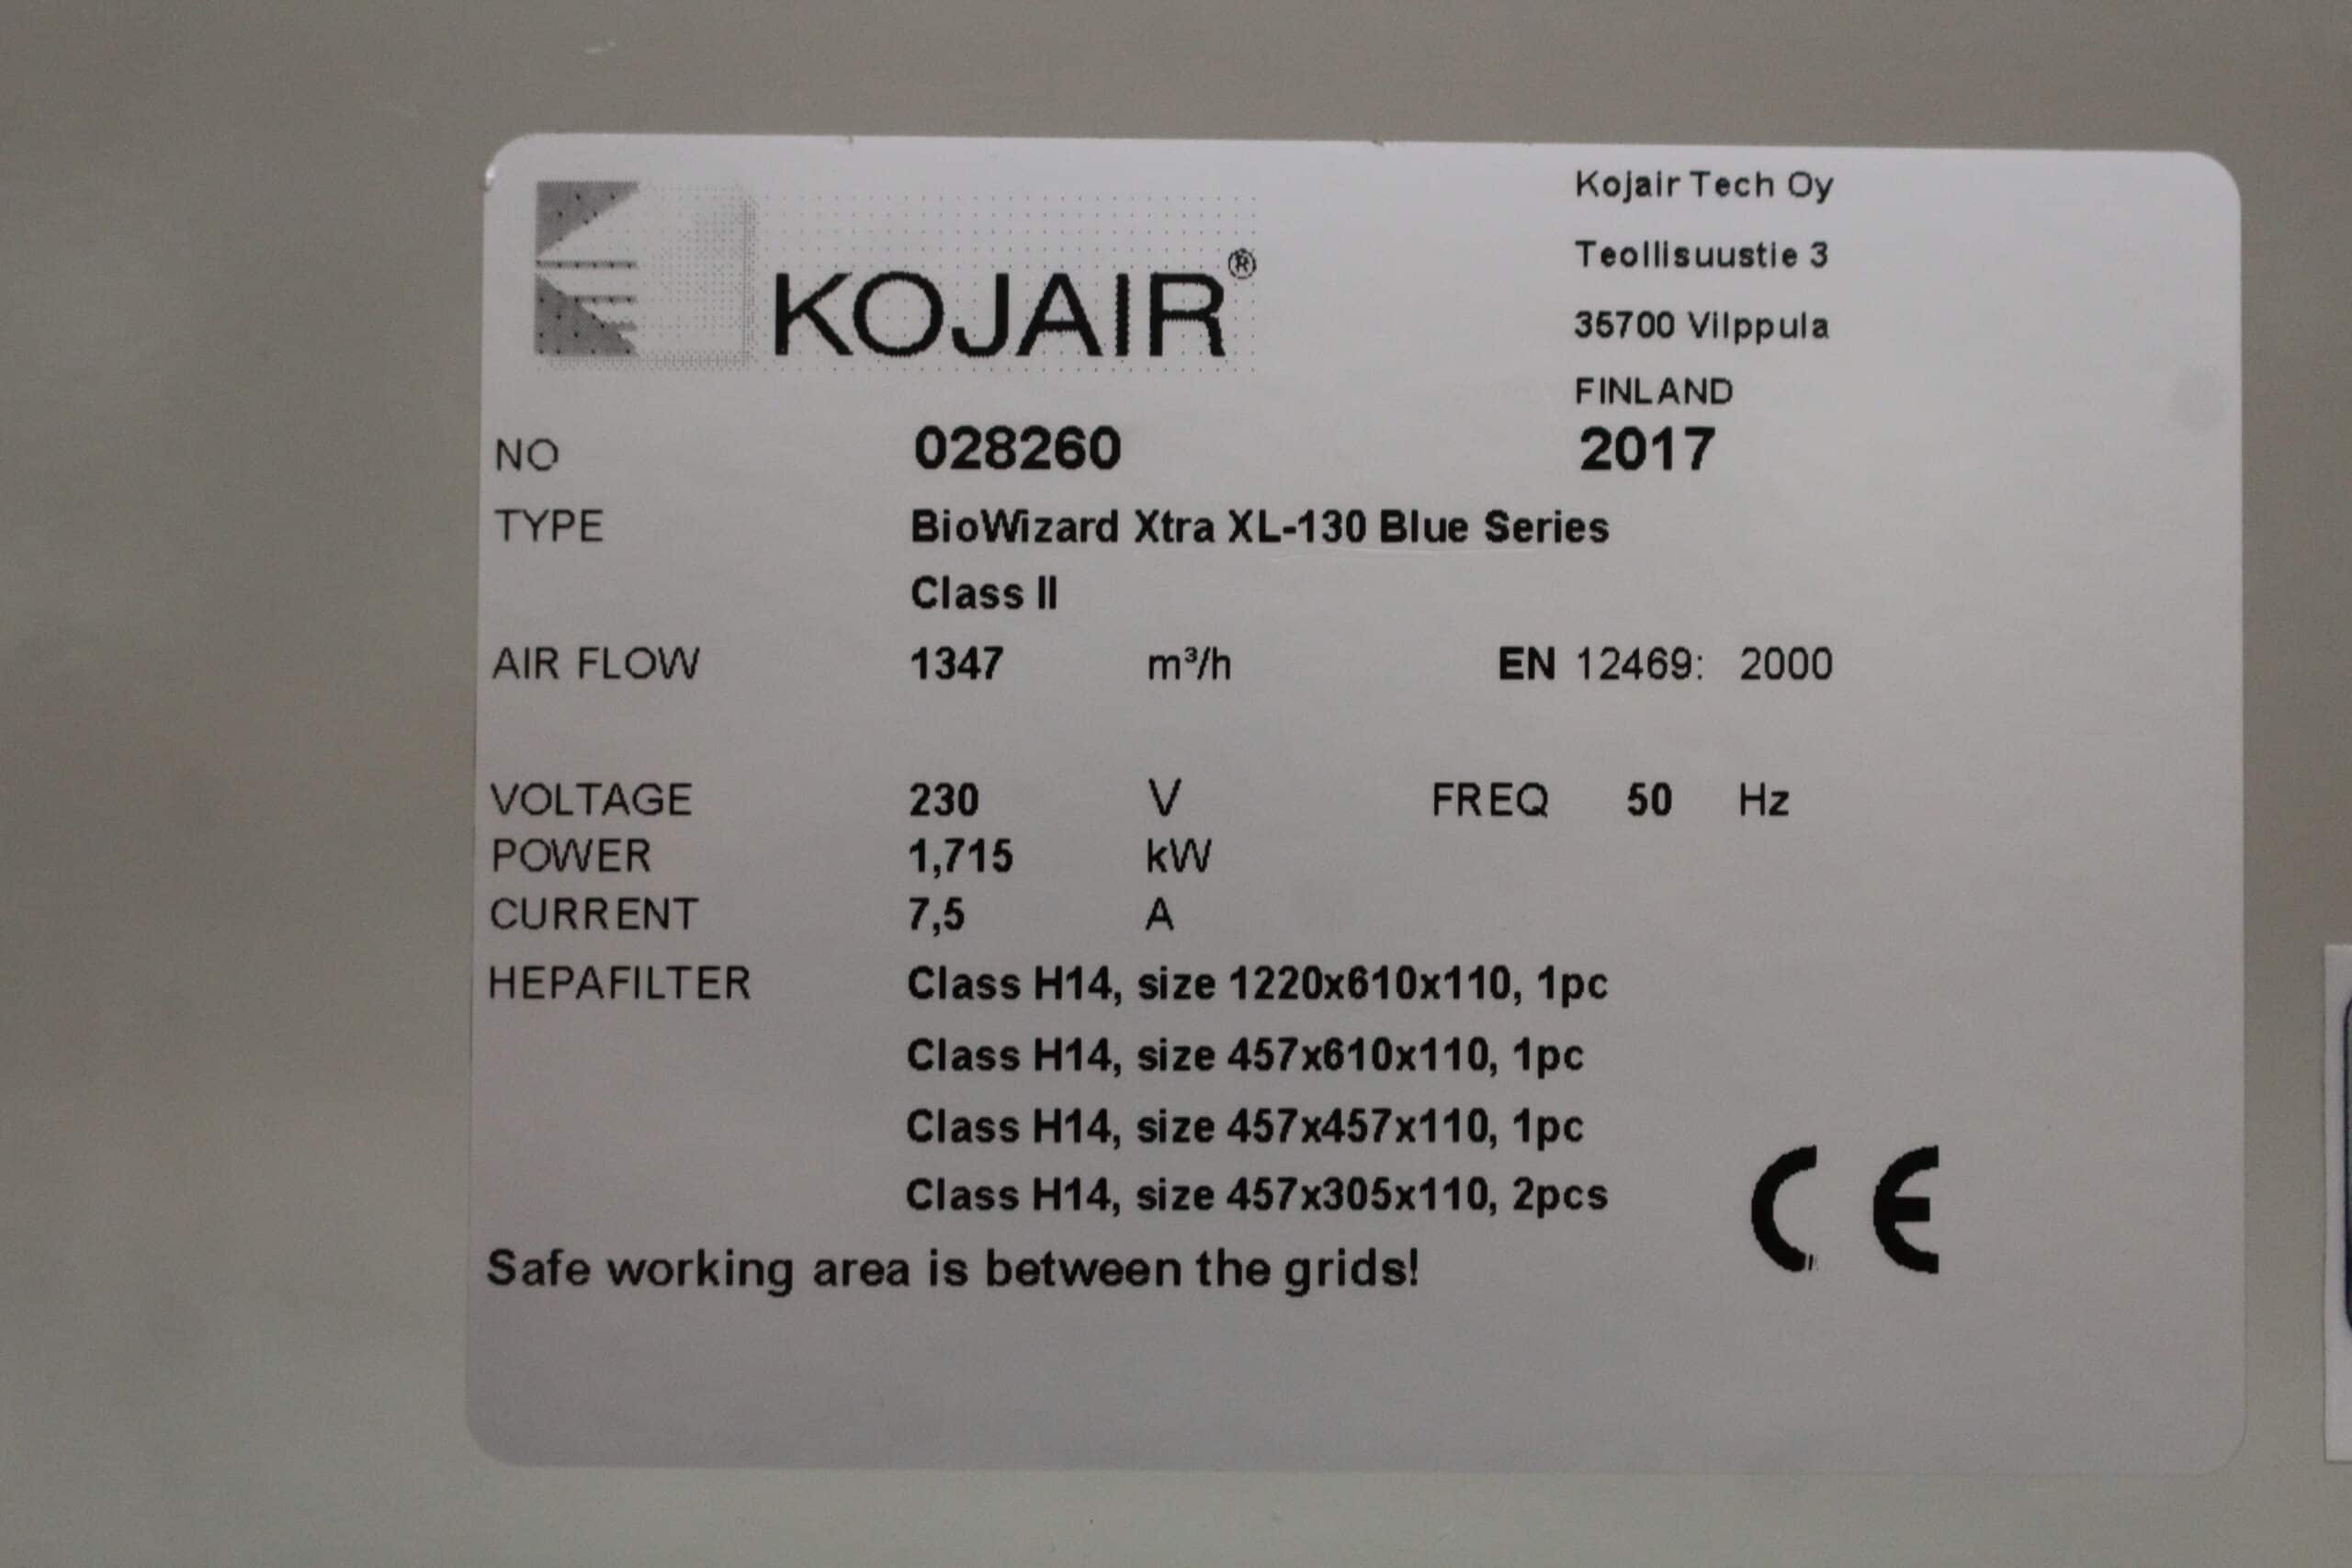 KOJAIR®
Kojair Tech Oy
Teollisuustie 3
35700 Vilppula
FINLAND
NO 028260 2017
TYPE BioWizard Xtra XL-130 Blue Series
Class II
AIR FLOW 1347 m³/h EN 12469: 2000
VOLTAGE 230 V FREQ 50 Hz
POWER 1,715 kW
CURRENT 7,5 A
HEPAFILTER Class H14, size 1220x610x110, 1pc
Class H14, size 457x610x110, 1pc
Class H14, size 457x457x110, 1pc
Class H14, size 457x305x110, 2pcs
CE
Safe working area is between the grids!